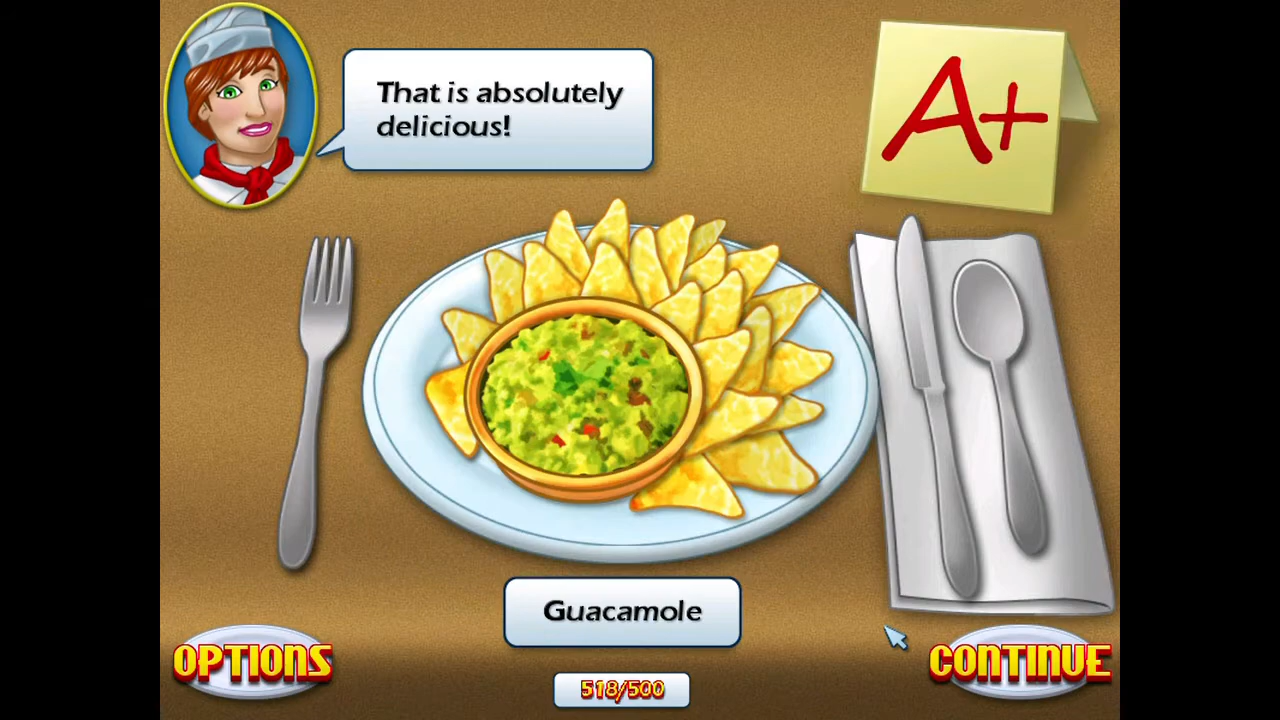 That is absolutely
delicious!
A+
Guacamole
OPTIONS
CONTINUE
518/500